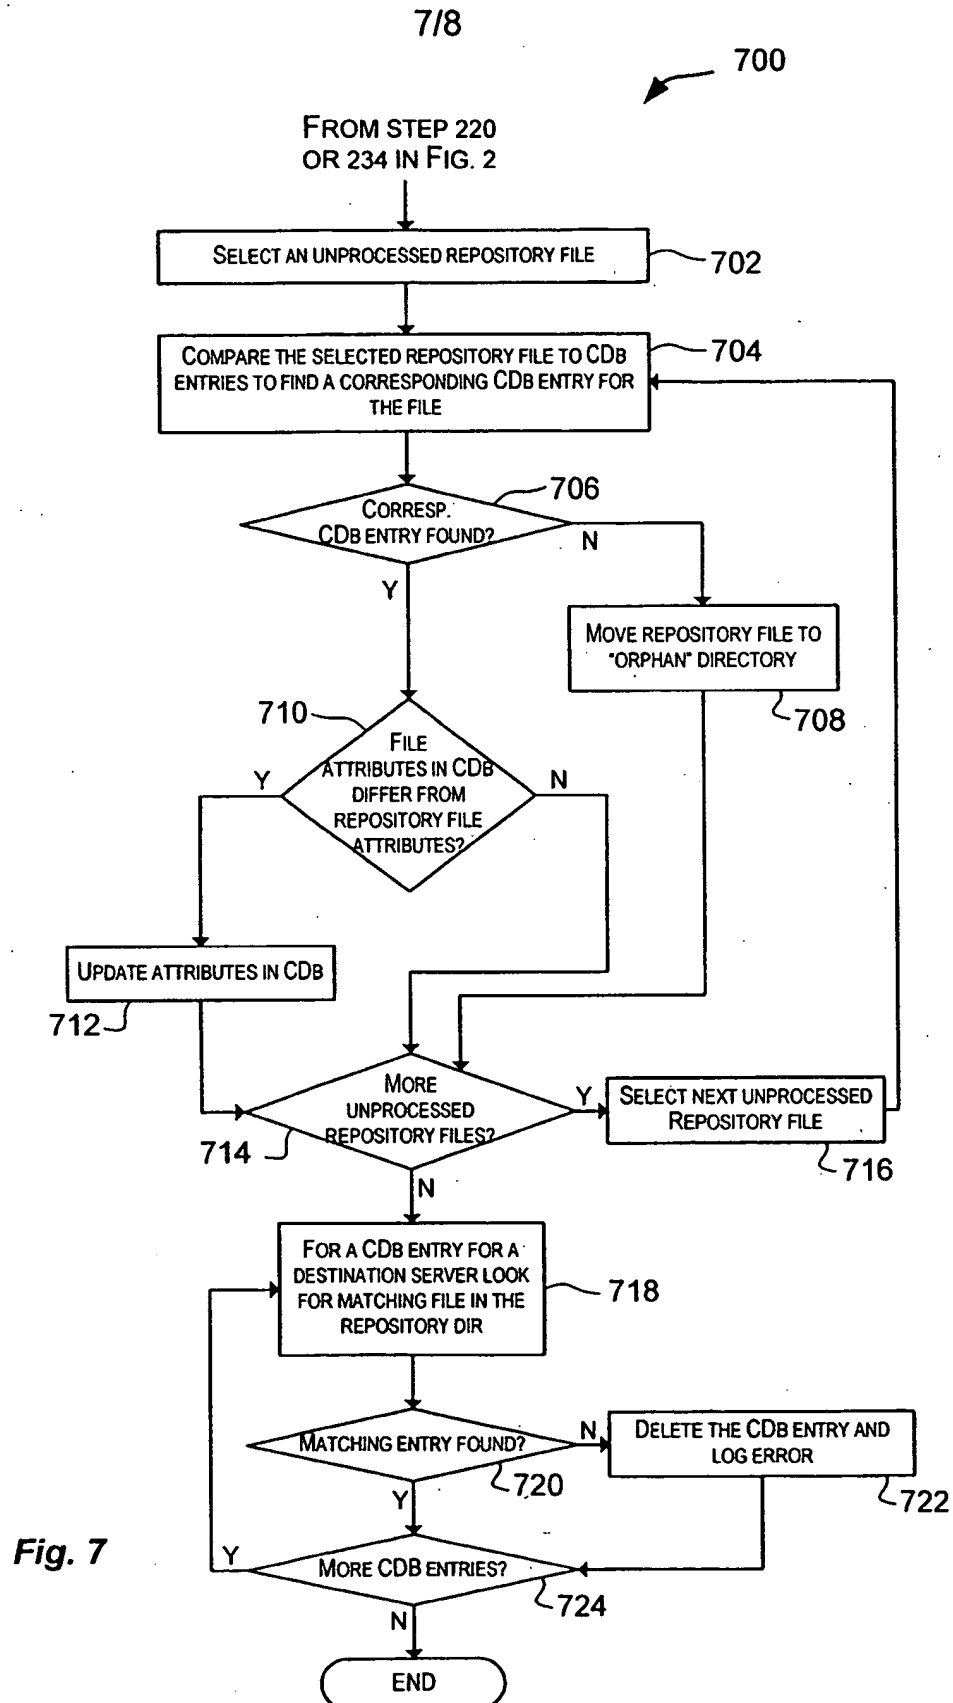 7/8
700
FROM STEP 220
OR 234 IN FIG. 2
SELECT AN UNPROCESSED REPOSITORY FILE
702
COMPARE THE SELECTED REPOSITORY FILE TO CDB
ENTRIES TO FIND A CORRESPONDING CDB ENTRY FOR
THE FILE
704
CORRESP.
CDB ENTRY FOUND?
706
N
Y
MOVE REPOSITORY FILE TO
"ORPHAN" DIRECTORY
708
710
FILE
ATTRIBUTES IN CDB
DIFFER FROM
REPOSITORY FILE
ATTRIBUTES?
Y
N
UPDATE ATTRIBUTES IN CDB
712
MORE
UNPROCESSED
REPOSITORY FILES?
714
Y
SELECT NEXT UNPROCESSED
REPOSITORY FILE
716
N
FOR A CDB ENTRY FOR A
DESTINATION SERVER LOOK
FOR MATCHING FILE IN THE
REPOSITORY DIR
718
MATCHING ENTRY FOUND?
N
720
DELETE THE CDB ENTRY AND
LOG ERROR
722
Y
Fig. 7
Y
MORE CDB ENTRIES?
724
N
END